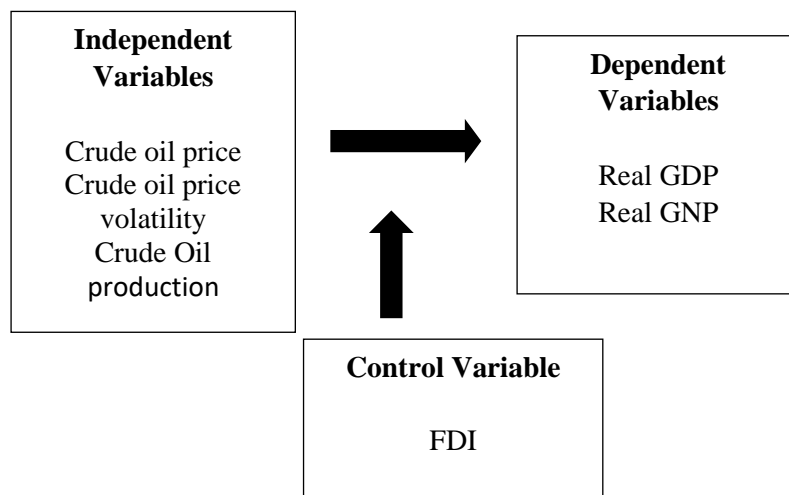 Independent
Variables
Crude oil price
Crude oil price
volatility
Crude Oil
production
Dependent
Variables
Real GDP
Real GNP
Control Variable
FDI